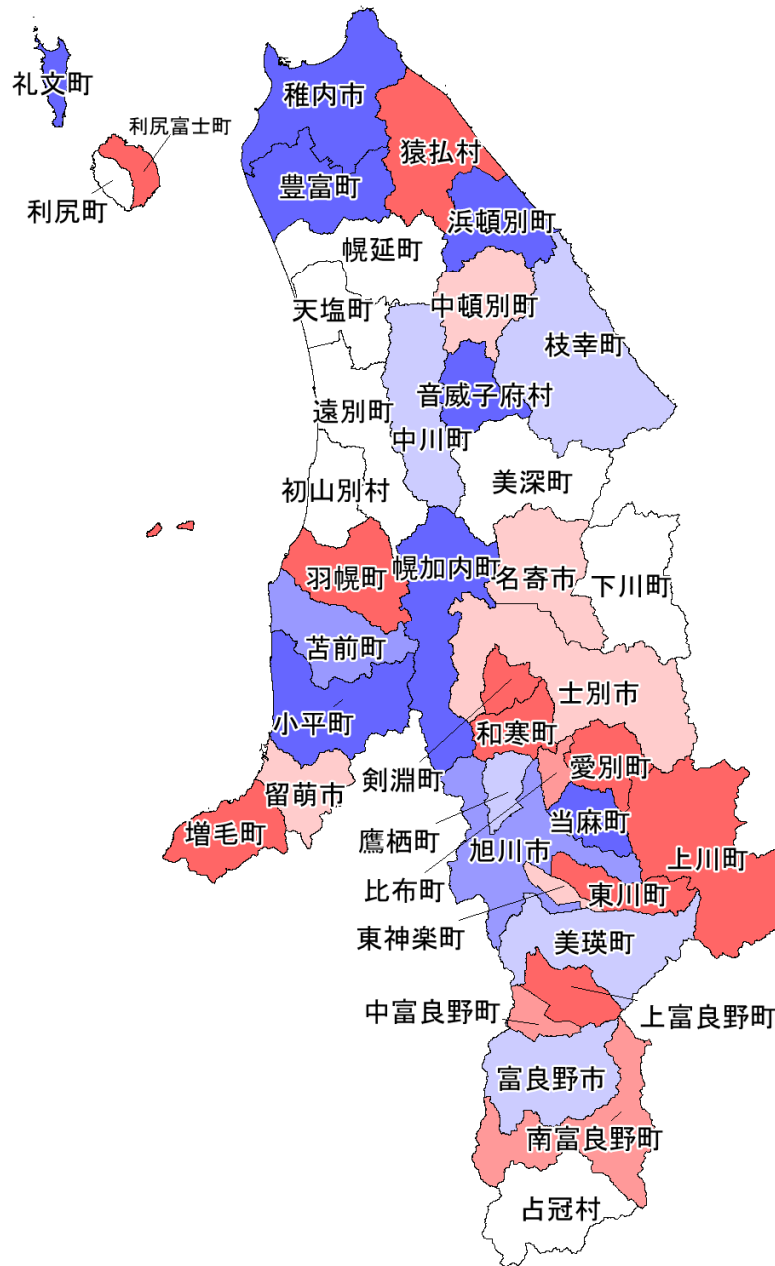 礼文町
稚内市
利尻富士町
猿払村
豊富町
利尻町
浜頓別町
幌延町
天塩町
中頓別町
枝幸町
音威子府村
遠別町
中川町
美深町
初山別村
幌加内町
羽幌町
名寄市
下川町
苫前町
士別市
小平町
和寒町
剣淵町
愛別町
留萌市
当麻町
増毛町
鷹栖町
旭川市
上川町
比布町
東川町
東神楽町
美瑛町
中富良野町
上富良野町
富良野市
南富良野町
占冠村